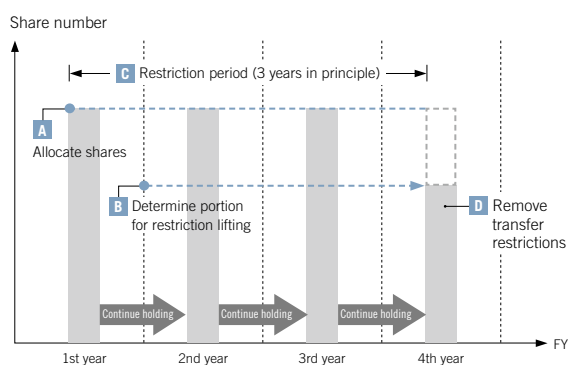 Share number
C Restriction period (3 years in principle)
A
Allocate shares
B Determine portion
for restriction lifting
D Remove
transfer
restrictions
Continue holding
Continue holding
Continue holding
FY
1st year
2nd year
3rd year
4th year